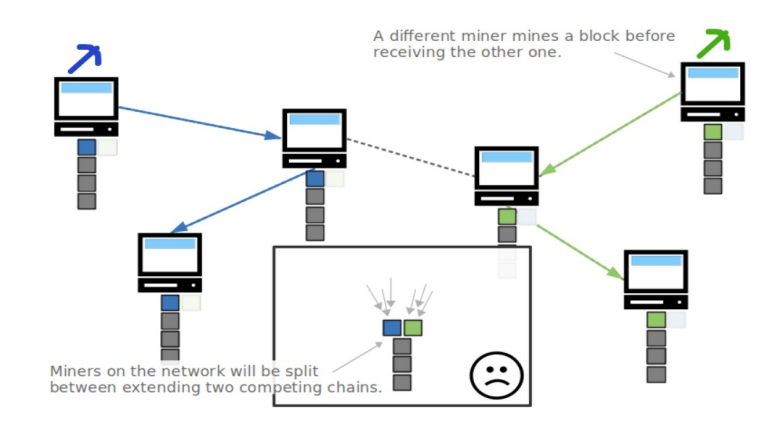 A different miner mines a block before
receiving the other one.
Miners on the network will be split
between extending two competing chains.